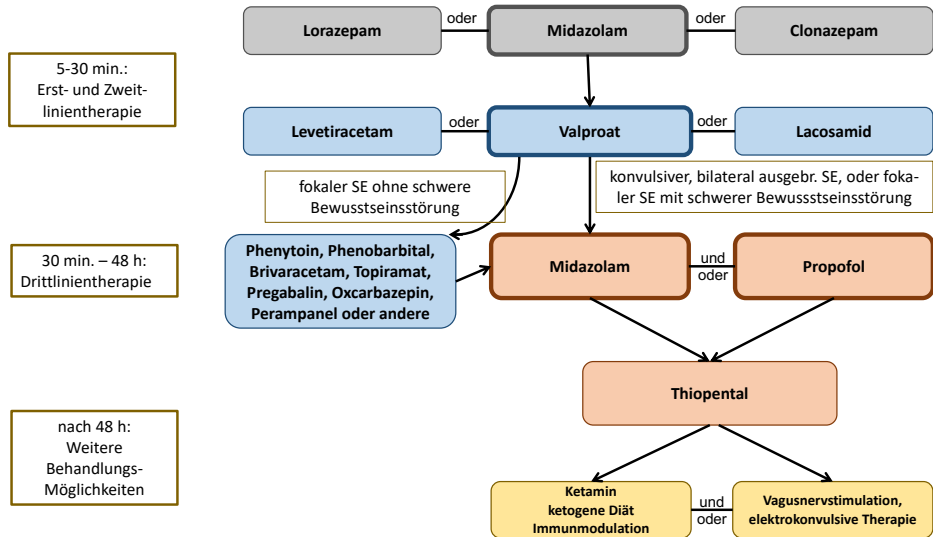 Lorazepam
oder
Midazolam
oder
Clonazepam
5-30 min.:
Erst- und Zweit-
linientherapie
Levetiracetam
oder
Valproat
oder
Lacosamid
fokaler SE ohne schwere
Bewusstseinsstörung
konvulsiver, bilateral ausgebr. SE, oder foka-
ler SE mit schwerer Bewussstseinsstörung
30 min. – 48 h:
Drittlinientherapie
Phenytoin, Phenobarbital,
Brivaracetam, Topiramat,
Pregabalin, Oxcarbazepin,
Perampanel oder andere
Midazolam
und
oder
Propofol
Thiopental
nach 48 h:
Weitere
Behandlungs-
Möglichkeiten
Ketamin
ketogene Diät
Immunmodulation
und
oder
Vagusnervstimulation,
elektrokonvulsive Therapie